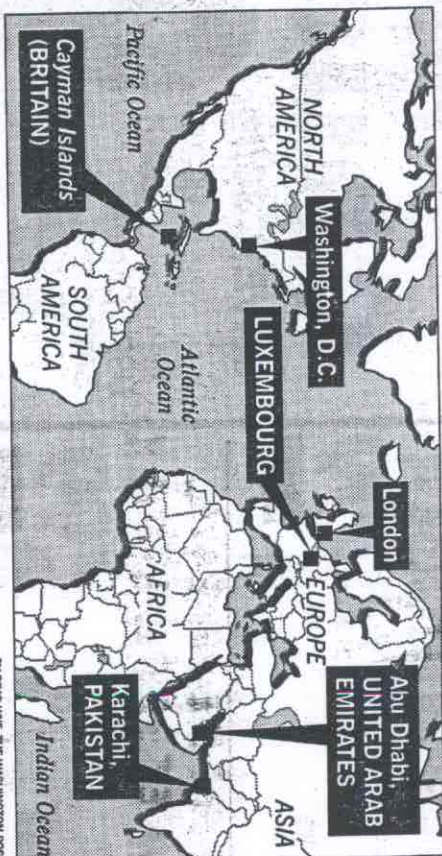 NORTH
AMERICA
Washington, D.C.
London
EUROPE
Abu Dhabi,
UNITED ARAB
EMIRATES
ASIA
LUXEMBOURG
Pacific Ocean
Atlantic
Ocean
AFRICA
Karachi,
PAKISTAN
Cayman Islands
(BRITAIN)
SOUTH
AMERICA
Indian Ocean
WASHINGTON